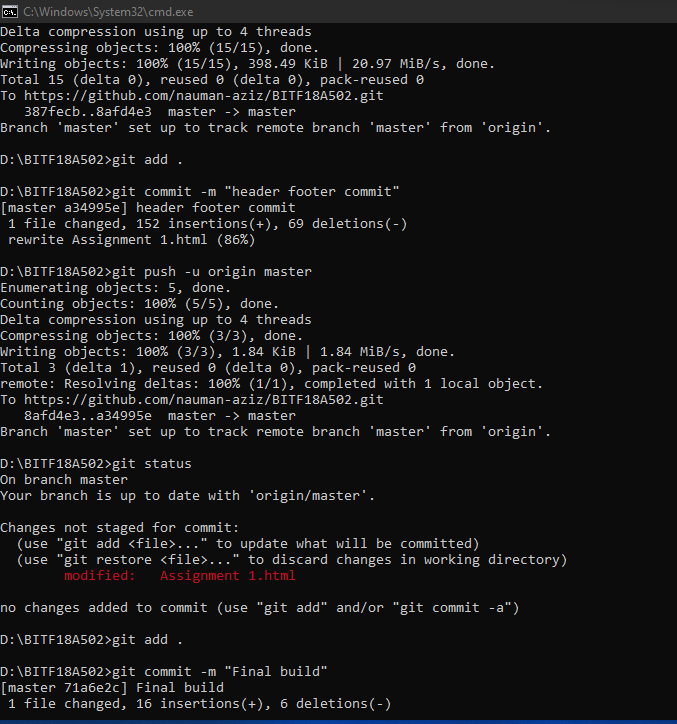 C:\Windows\System32\cmd.exe
Delta compression using up to 4 threads
Compressing objects: 100% (15/15), done.
Writing objects: 100% (15/15), 398.49 KiB | 20.97 MiB/s, done.
Total 15 (delta 0), reused 0 (delta 0), pack-reused 0
To https://github.com/nauman-aziz/BITF18A502.git
   387fecb..8afd4e3  master -> master
Branch 'master' set up to track remote branch 'master' from 'origin'.

D:\BITF18A502>git add .

D:\BITF18A502>git commit -m "header footer commit"
[master a34995e] header footer commit
 1 file changed, 152 insertions(+), 69 deletions(-)
 rewrite Assignment 1.html (86%)

D:\BITF18A502>git push -u origin master
Enumerating objects: 5, done.
Counting objects: 100% (5/5), done.
Delta compression using up to 4 threads
Compressing objects: 100% (3/3), done.
Writing objects: 100% (3/3), 1.84 KiB | 1.84 MiB/s, done.
Total 3 (delta 1), reused 0 (delta 0), pack-reused 0
remote: Resolving deltas: 100% (1/1), completed with 1 local object.
To https://github.com/nauman-aziz/BITF18A502.git
   8afd4e3..a34995e  master -> master
Branch 'master' set up to track remote branch 'master' from 'origin'.

D:\BITF18A502>git status
On branch master
Your branch is up to date with 'origin/master'.

Changes not staged for commit:
  (use "git add <file>..." to update what will be committed)
  (use "git restore <file>..." to discard changes in working directory)
        modified:   Assignment 1.html

no changes added to commit (use "git add" and/or "git commit -a")

D:\BITF18A502>git add .

D:\BITF18A502>git commit -m "Final build"
[master 71a6e2c] Final build
 1 file changed, 16 insertions(+), 6 deletions(-)